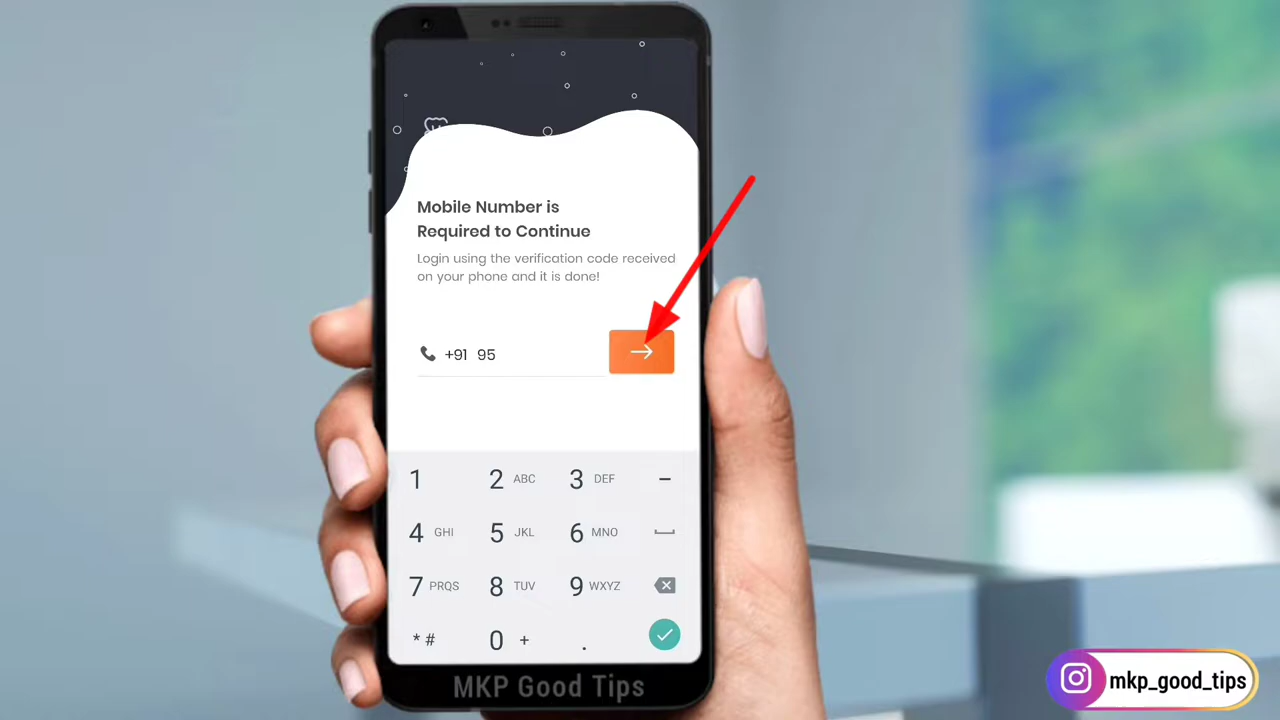 Mobile Number is
Required to Continue
Login using the verification code received
on your phone and it is done!
+91 95
1 2 ABC 3 DEF -
4 GHI 5 JKL 6 MNO
7 PRQS 8 TUV 9 WXYZ
* # 0 + .
MKP Good Tips
mkp_good_tips